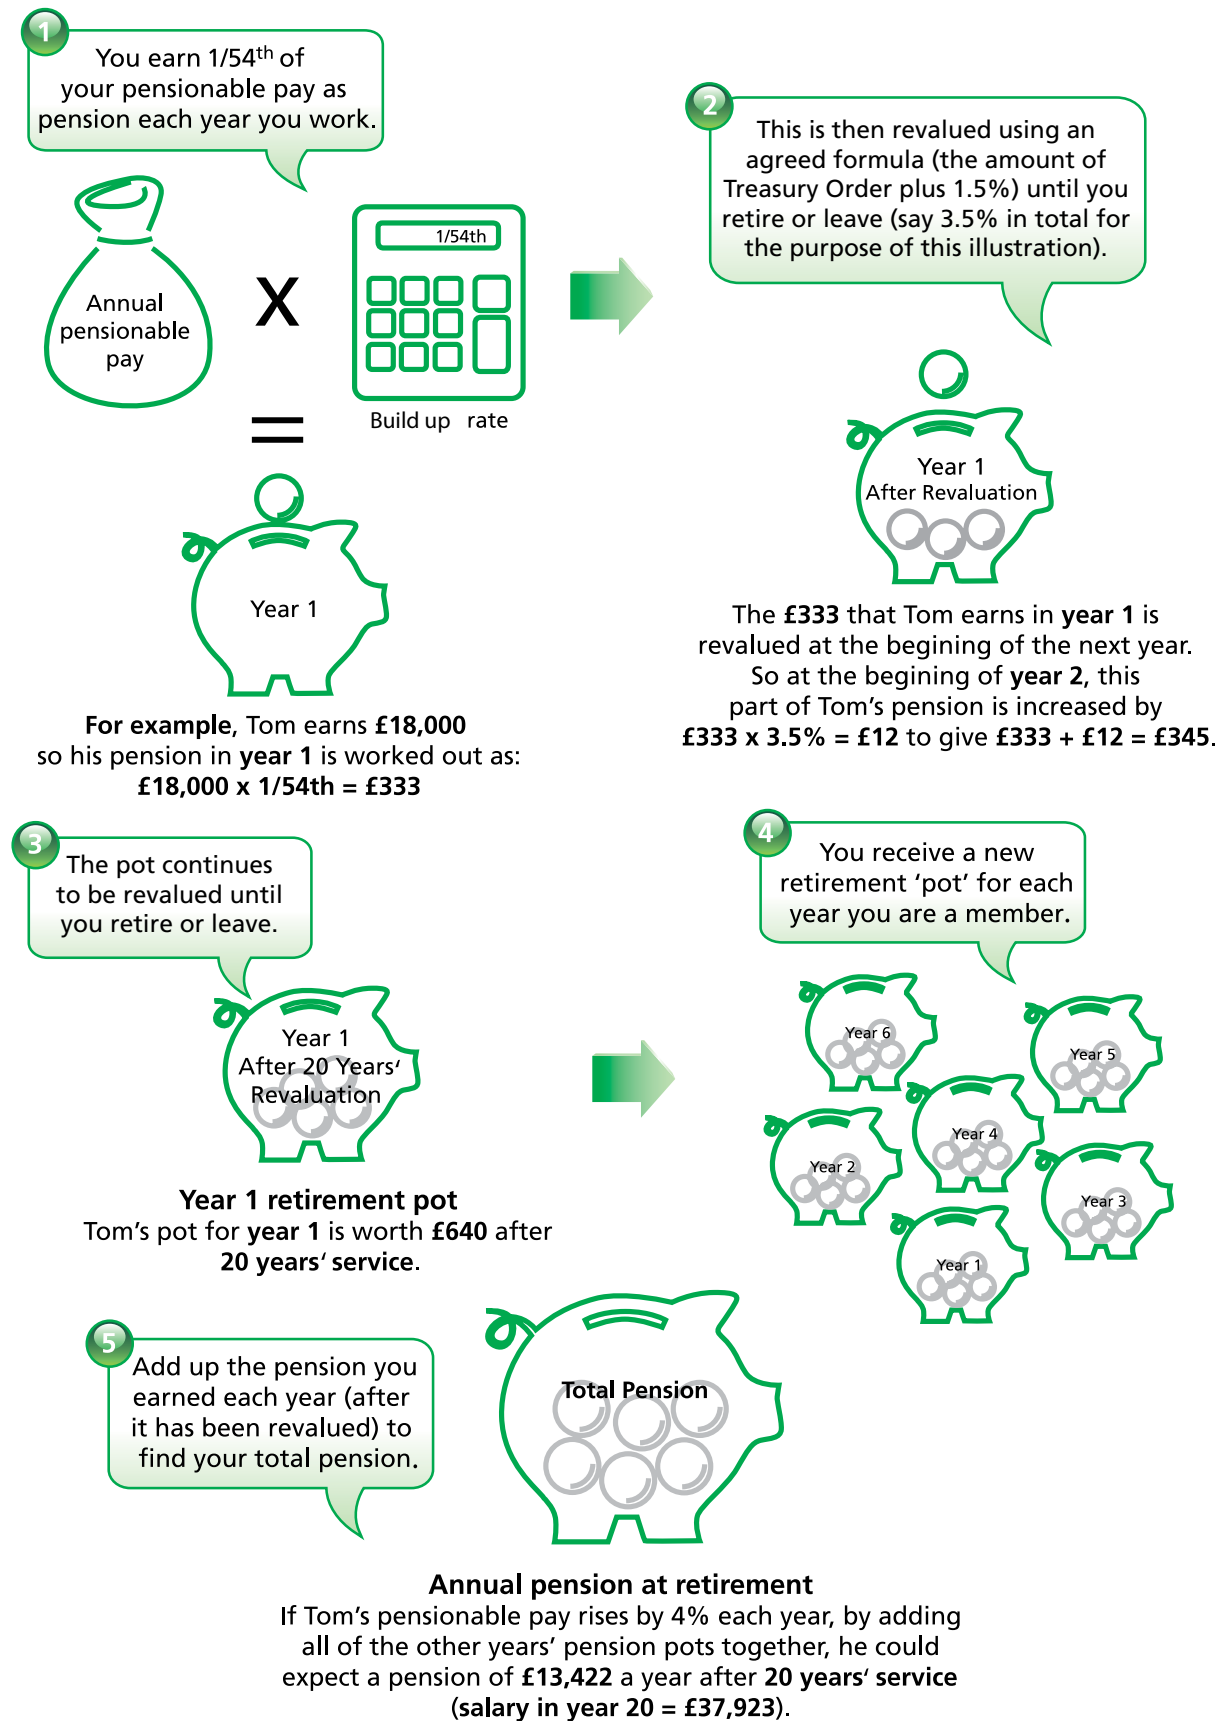 1
You earn 1/54th of
your pensionable pay as
pension each year you work.
Annual
pensionable
pay
X
1/54th
Build up rate
=
Year 1
For example, Tom earns £18,000
so his pension in year 1 is worked out as:
£18,000 x 1/54th = £333
2
This is then revalued using an
agreed formula (the amount of
Treasury Order plus 1.5%) until you
retire or leave (say 3.5% in total for
the purpose of this illustration).
Year 1
After Revaluation
The £333 that Tom earns in year 1 is
revalued at the begining of the next year.
So at the begining of year 2, this
part of Tom’s pension is increased by
£333 x 3.5% = £12 to give £333 + £12 = £345.
3
The pot continues
to be revalued until
you retire or leave.
Year 1
After 20 Years‘
Revaluation
Year 1 retirement pot
Tom’s pot for year 1 is worth £640 after
20 years‘ service.
4
You receive a new
retirement ‘pot’ for each
year you are a member.
Year 6
Year 5
Year 4
Year 2
Year 3
Year 1
5
Add up the pension you
earned each year (after
it has been revalued) to
find your total pension.
Total Pension
Annual pension at retirement
If Tom’s pensionable pay rises by 4% each year, by adding
all of the other years’ pension pots together, he could
expect a pension of £13,422 a year after 20 years‘ service
(salary in year 20 = £37,923).